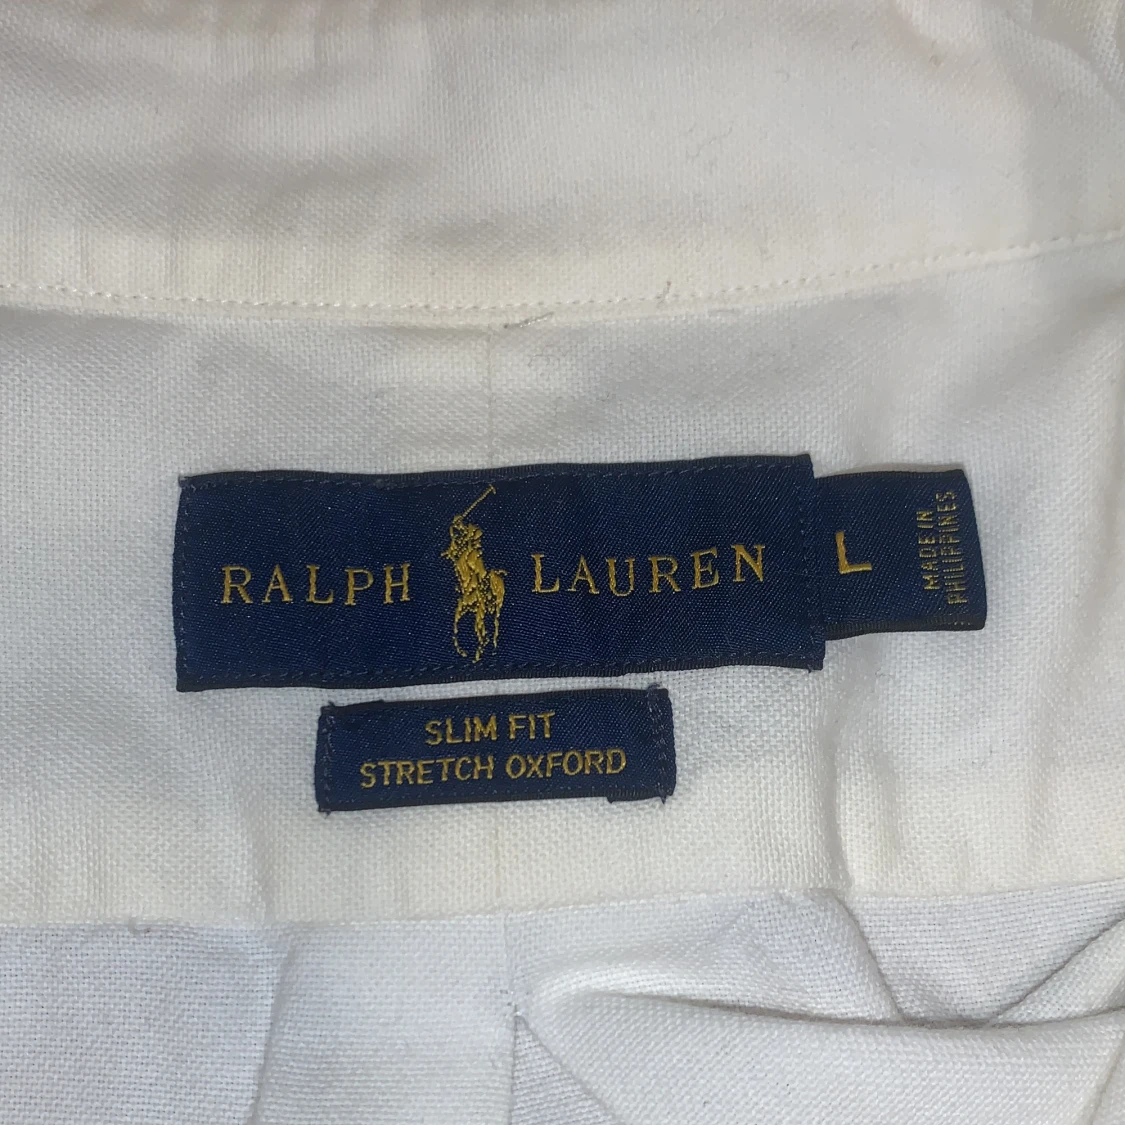 RALPH LAUREN
L
MADE IN
PHILIPPINES
SLIM FIT
STRETCH OXFORD